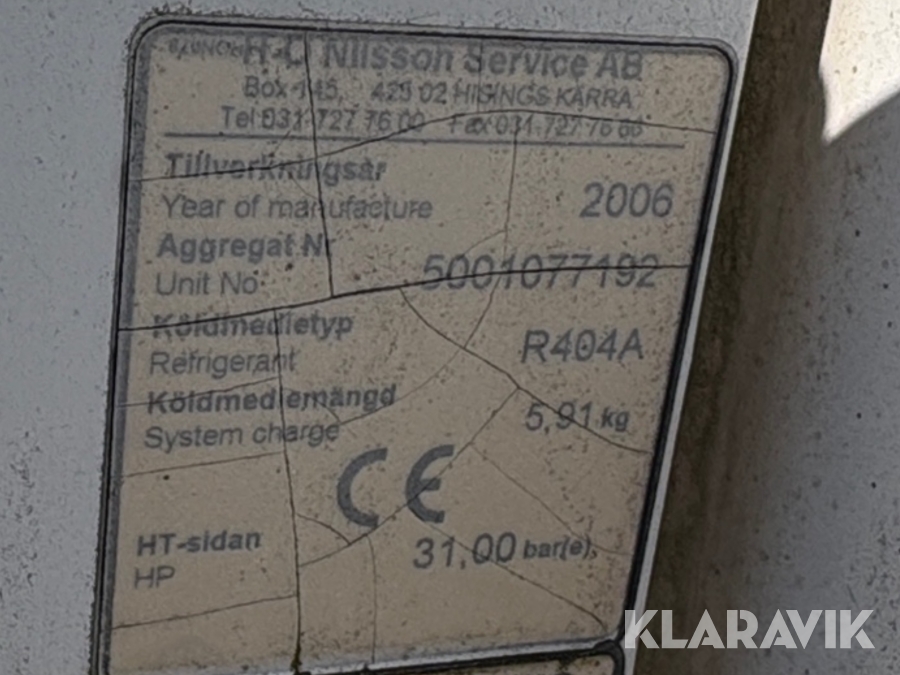 H-O Nilsson Service AB
Box 145, 425 02 HISINGS KÄRRA
Tel 031-727 76 00 Fax 031-727 76 66
Tillverkningsår
Year of manufacture 2006
Aggregat Nr
Unit No 5001077192
Köldmedietyp
Refrigerant R404A
Köldmediemängd
System charge 5,91 kg
CE
HT-sidan
HP 31,00 bar(e)
KLARAVIK